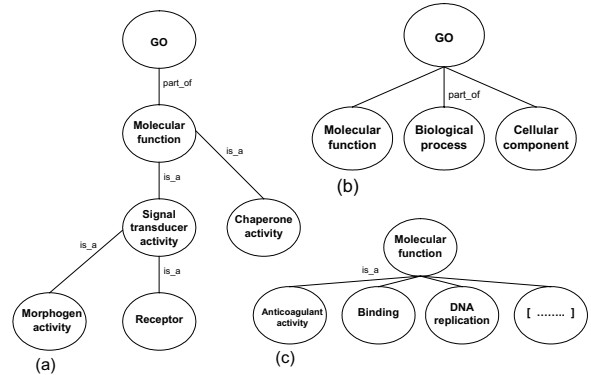 GO
part_of
Molecular
function
is_a
is_a
Signal
transducer
activity
Chaperone
activity
is_a
is_a
Morphogen
activity
Receptor
(a)
GO
part_of
Molecular
function
Biological
process
Cellular
component
(b)
Molecular
function
is_a
Anticoagulant
activity
Binding
DNA
replication
[ ........ ]
(c)